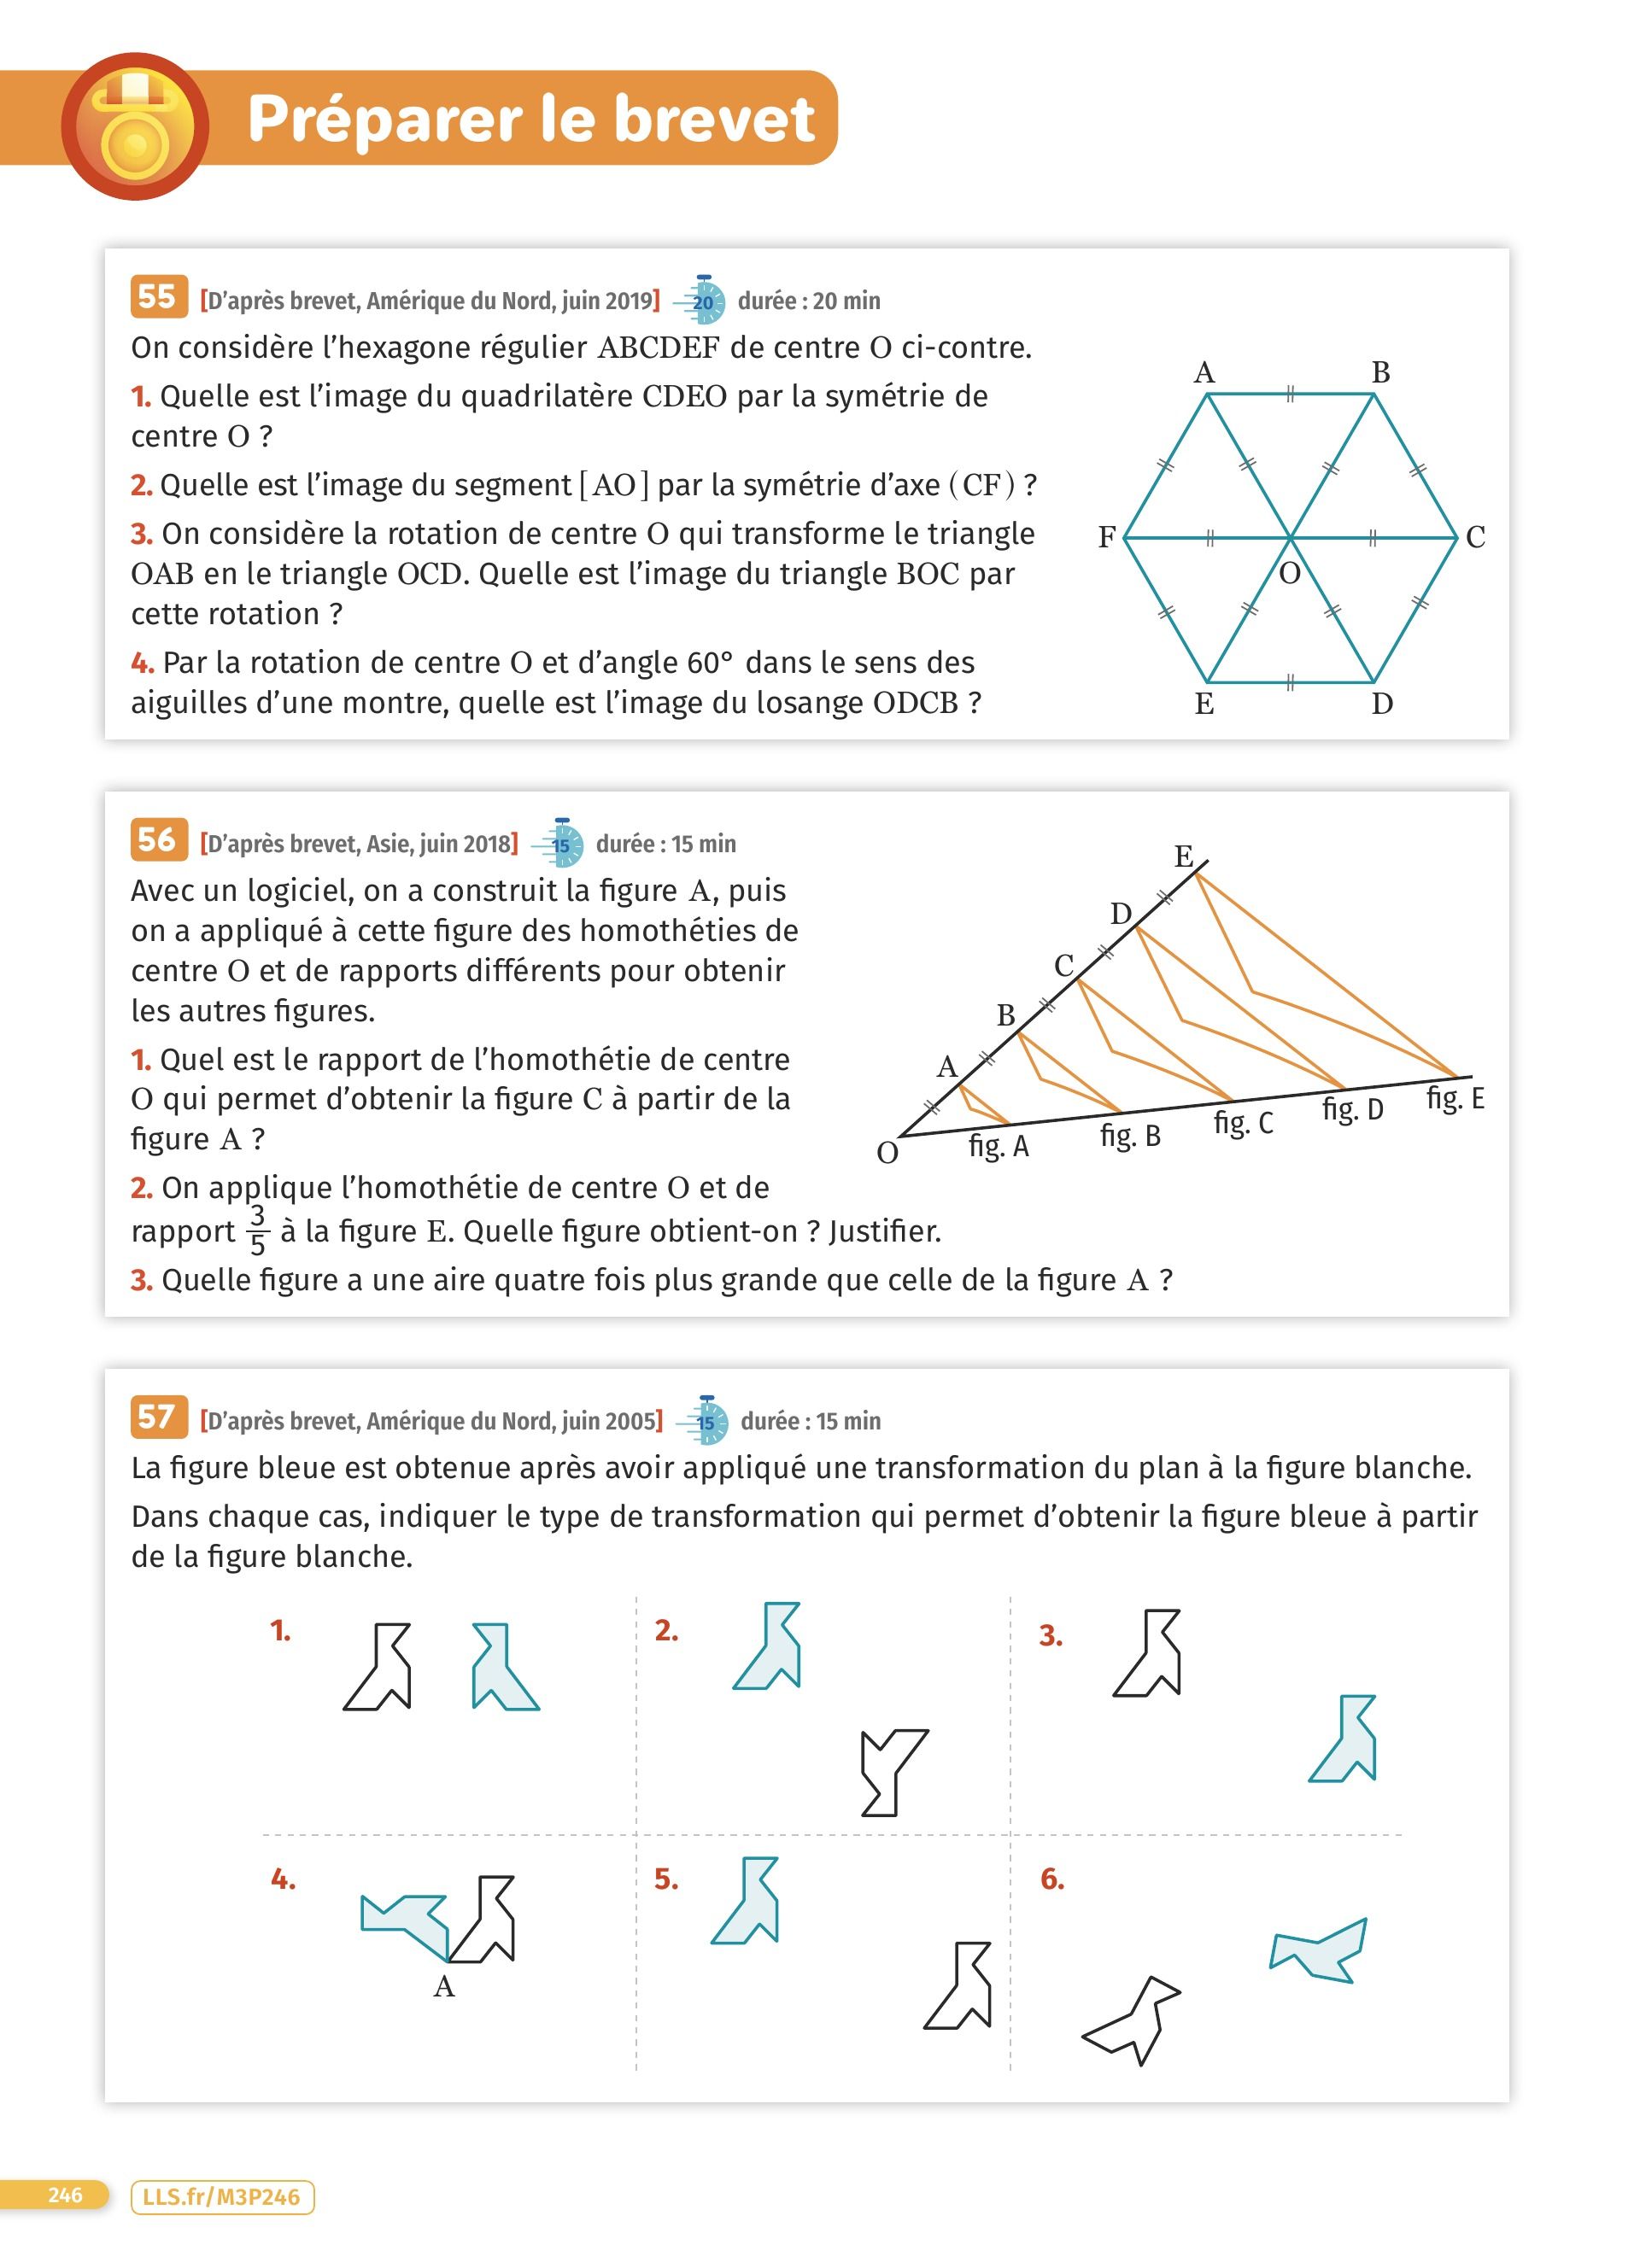 Préparer le brevet
55 [D'après brevet, Amérique du Nord, juin 2019] 20 durée : 20 min
On considère l'hexagone régulier ABCDEF de centre O ci-contre.
1. Quelle est l'image du quadrilatère CDEO par la symétrie de
centre O ?
2. Quelle est l'image du segment [AO] par la symétrie d'axe (CF) ?
3. On considère la rotation de centre O qui transforme le triangle
OAB en le triangle OCD. Quelle est l'image du triangle BOC par
cette rotation ?
4. Par la rotation de centre O et d'angle 60° dans le sens des
aiguilles d'une montre, quelle est l'image du losange ODCB ?
A B
F C
O
E D
56 [D'après brevet, Asie, juin 2018] 15 durée : 15 min
Avec un logiciel, on a construit la figure A, puis
on a appliqué à cette figure des homothéties de
centre O et de rapports différents pour obtenir
les autres figures.
1. Quel est le rapport de l'homothétie de centre
O qui permet d'obtenir la figure C à partir de la
figure A ?
2. On applique l'homothétie de centre O et de
rapport 3/5 à la figure E. Quelle figure obtient-on ? Justifier.
3. Quelle figure a une aire quatre fois plus grande que celle de la figure A ?
E
D
C
B
A
O
fig. A fig. B fig. C fig. D fig. E
57 [D'après brevet, Amérique du Nord, juin 2005] 15 durée : 15 min
La figure bleue est obtenue après avoir appliqué une transformation du plan à la figure blanche.
Dans chaque cas, indiquer le type de transformation qui permet d'obtenir la figure bleue à partir
de la figure blanche.
1. 2. 3.
4. 5. 6.
A
246 LLS.fr/M3P246